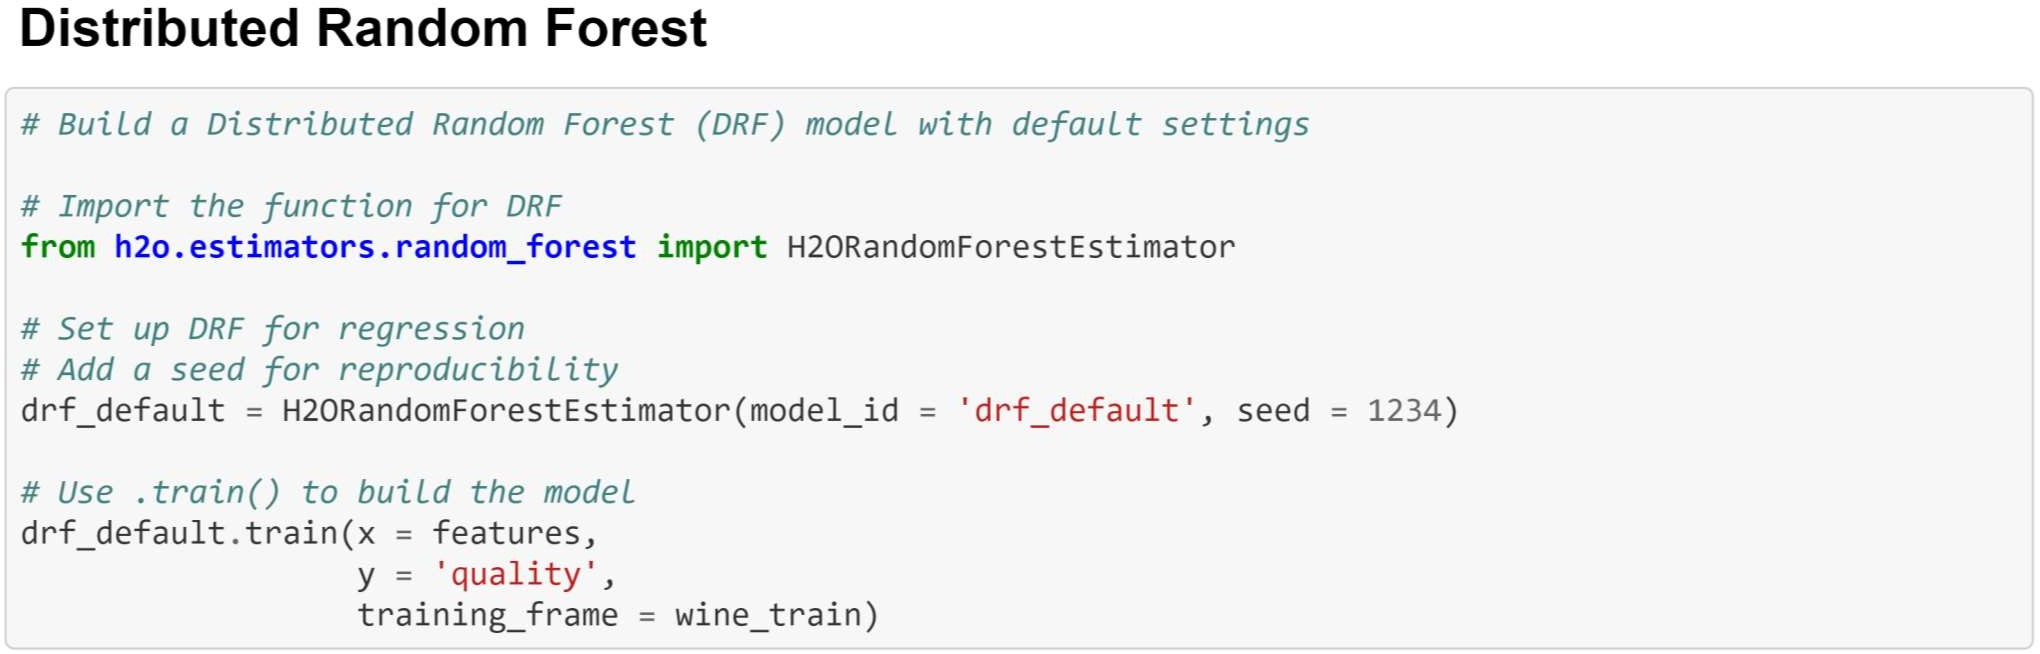 Distributed Random Forest
# Build a Distributed Random Forest (DRF) model with default settings
# Import the function for DRF
from h2o.estimators.random_forest import H2ORandomForestEstimator
# Set up DRF for regression
# Add a seed for reproducibility
drf_default = H2ORandomForestEstimator(model_id = 'drf_default', seed = 1234)
# Use .train() to build the model
drf_default.train(x = features,
y = 'quality',
training_frame = wine_train)